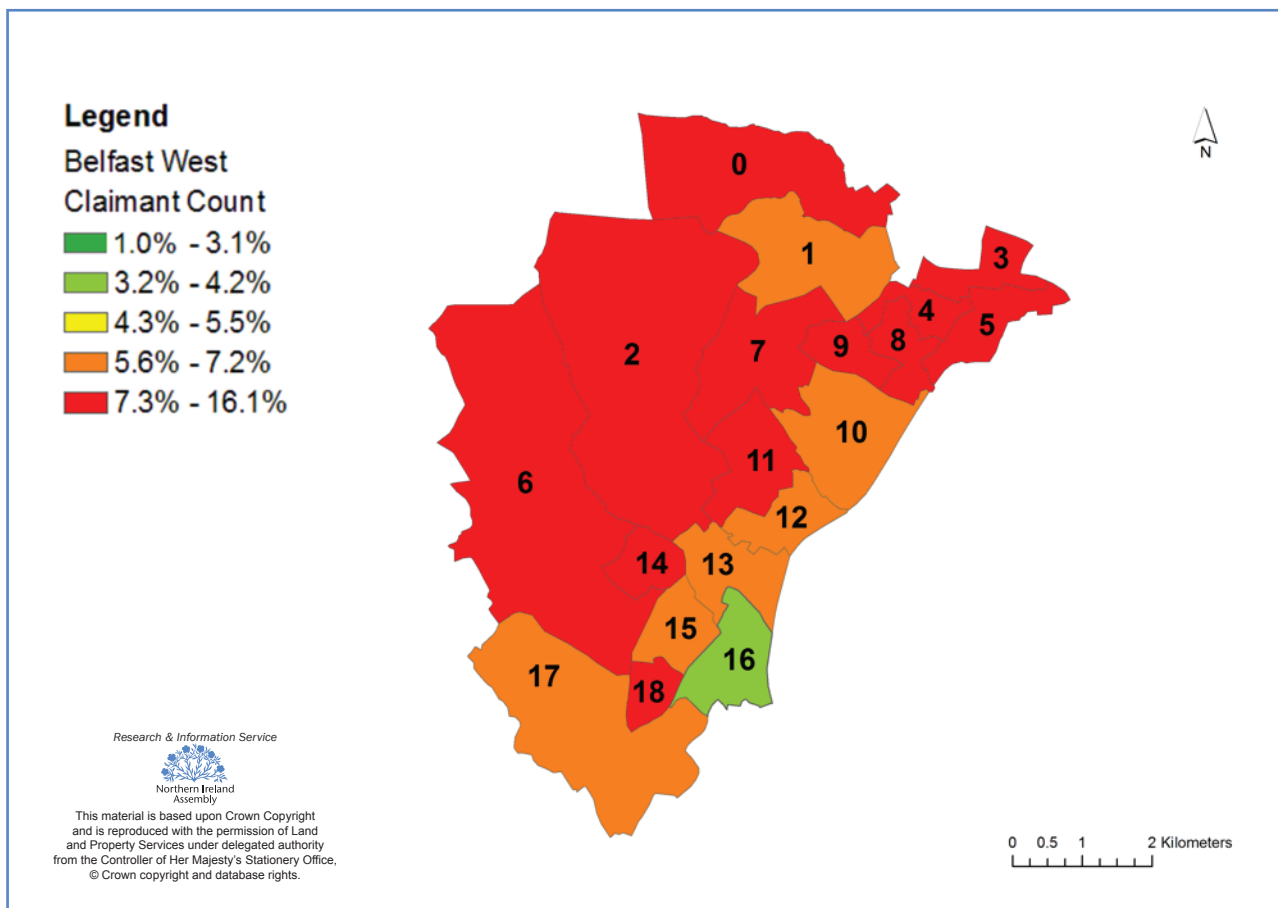 Legend
Belfast West
Claimant Count
1.0% - 3.1%
3.2% - 4.2%
4.3% - 5.5%
5.6% - 7.2%
7.3% - 16.1%
N
0
1
2
3
4
5
6
7
8
9
10
11
12
13
14
15
16
17
18
Research & Information Service
Northern Ireland
Assembly
This material is based upon Crown Copyright
and is reproduced with the permission of Land
and Property Services under delegated authority
from the Controller of Her Majesty's Stationery Office,
© Crown copyright and database rights.
0 0.5 1 2 Kilometers